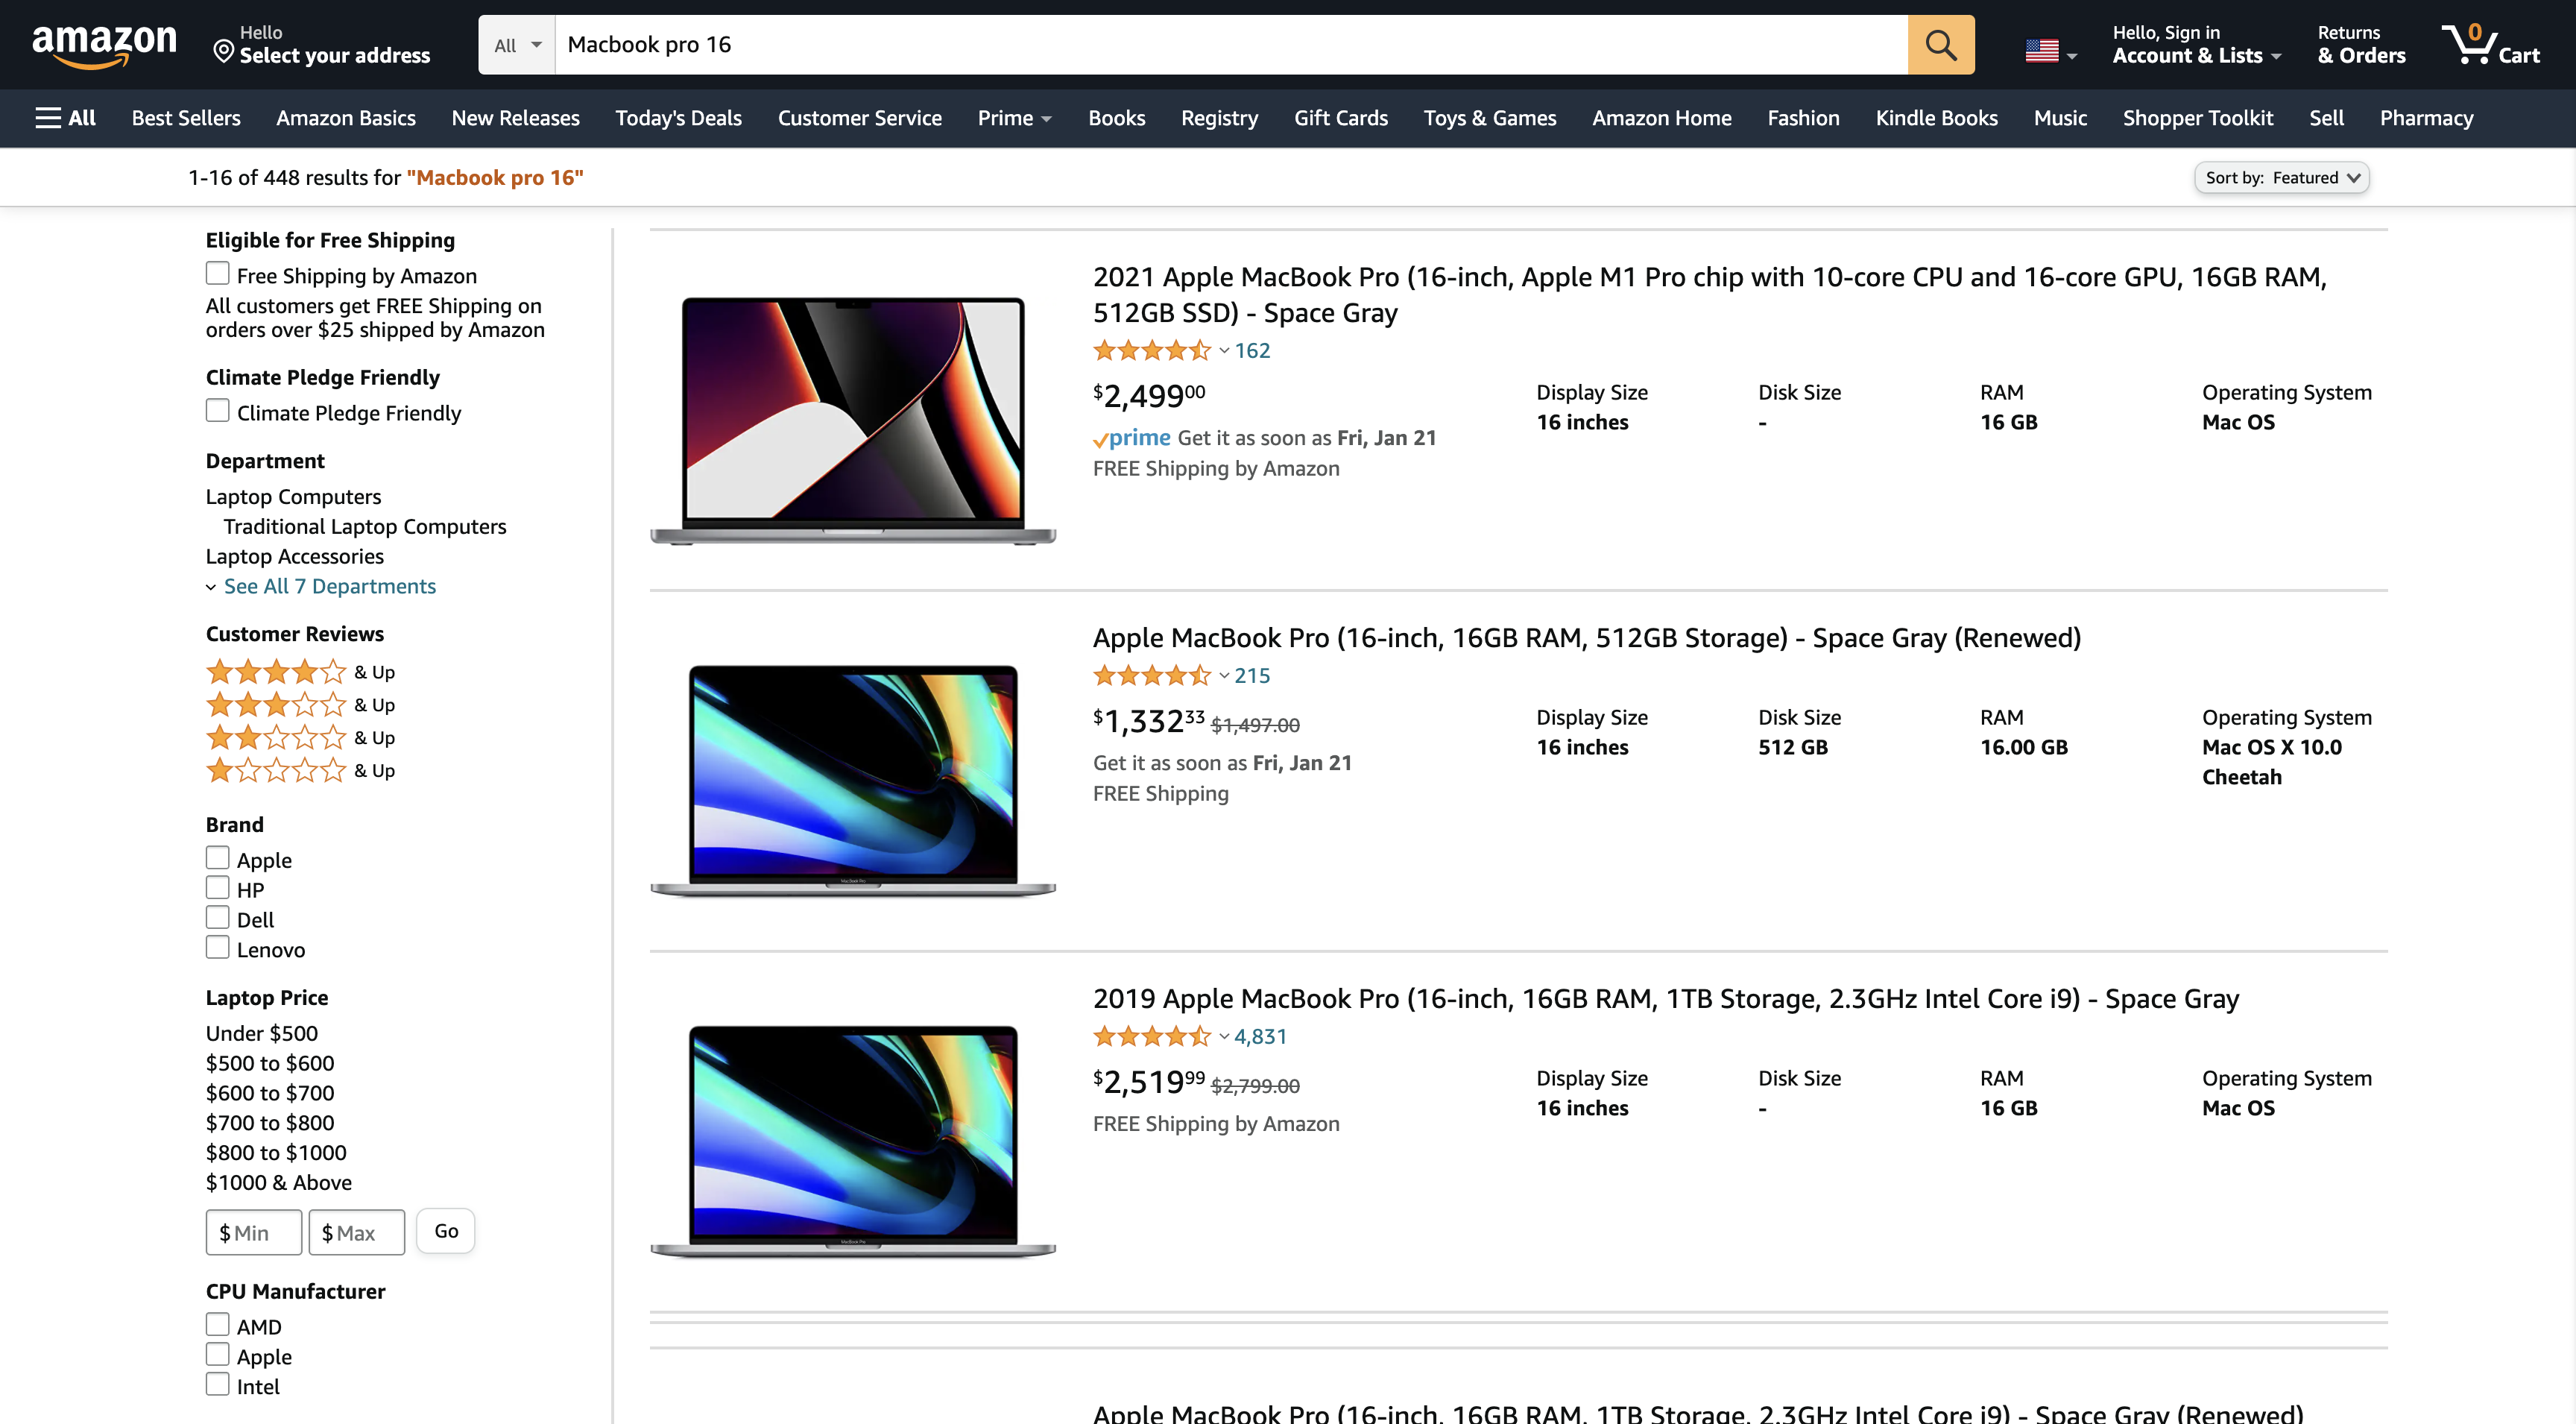 amazon
Hello
Select your address
All
Macbook pro 16
Hello, Sign in
Account & Lists
Returns
& Orders
0
Cart
All
Best Sellers
Amazon Basics
New Releases
Today's Deals
Customer Service
Prime
Books
Registry
Gift Cards
Toys & Games
Amazon Home
Fashion
Kindle Books
Music
Shopper Toolkit
Sell
Pharmacy
1-16 of 448 results for "Macbook pro 16"
Sort by: Featured
Eligible for Free Shipping
Free Shipping by Amazon
All customers get FREE Shipping on
orders over $25 shipped by Amazon
Climate Pledge Friendly
Climate Pledge Friendly
Department
Laptop Computers
Traditional Laptop Computers
Laptop Accessories
See All 7 Departments
Customer Reviews
& Up
& Up
& Up
& Up
Brand
Apple
HP
Dell
Lenovo
Laptop Price
Under $500
$500 to $600
$600 to $700
$700 to $800
$800 to $1000
$1000 & Above
$ Min
$ Max
Go
CPU Manufacturer
AMD
Apple
Intel
2021 Apple MacBook Pro (16-inch, Apple M1 Pro chip with 10-core CPU and 16-core GPU, 16GB RAM,
512GB SSD) - Space Gray
162
$2,49900
prime Get it as soon as Fri, Jan 21
FREE Shipping by Amazon
Display Size
16 inches
Disk Size
-
RAM
16 GB
Operating System
Mac OS
Apple MacBook Pro (16-inch, 16GB RAM, 512GB Storage) - Space Gray (Renewed)
215
$1,33233 $1,497.00
Get it as soon as Fri, Jan 21
FREE Shipping
Display Size
16 inches
Disk Size
512 GB
RAM
16.00 GB
Operating System
Mac OS X 10.0
Cheetah
MacBook Pro
2019 Apple MacBook Pro (16-inch, 16GB RAM, 1TB Storage, 2.3GHz Intel Core i9) - Space Gray
4,831
$2,51999 $2,799.00
FREE Shipping by Amazon
Display Size
16 inches
Disk Size
-
RAM
16 GB
Operating System
Mac OS
MacBook Pro
Apple MacBook Pro (16-inch, 16GB RAM, 1TB Storage, 2.3GHz Intel Core i9) - Space Gray (Renewed)